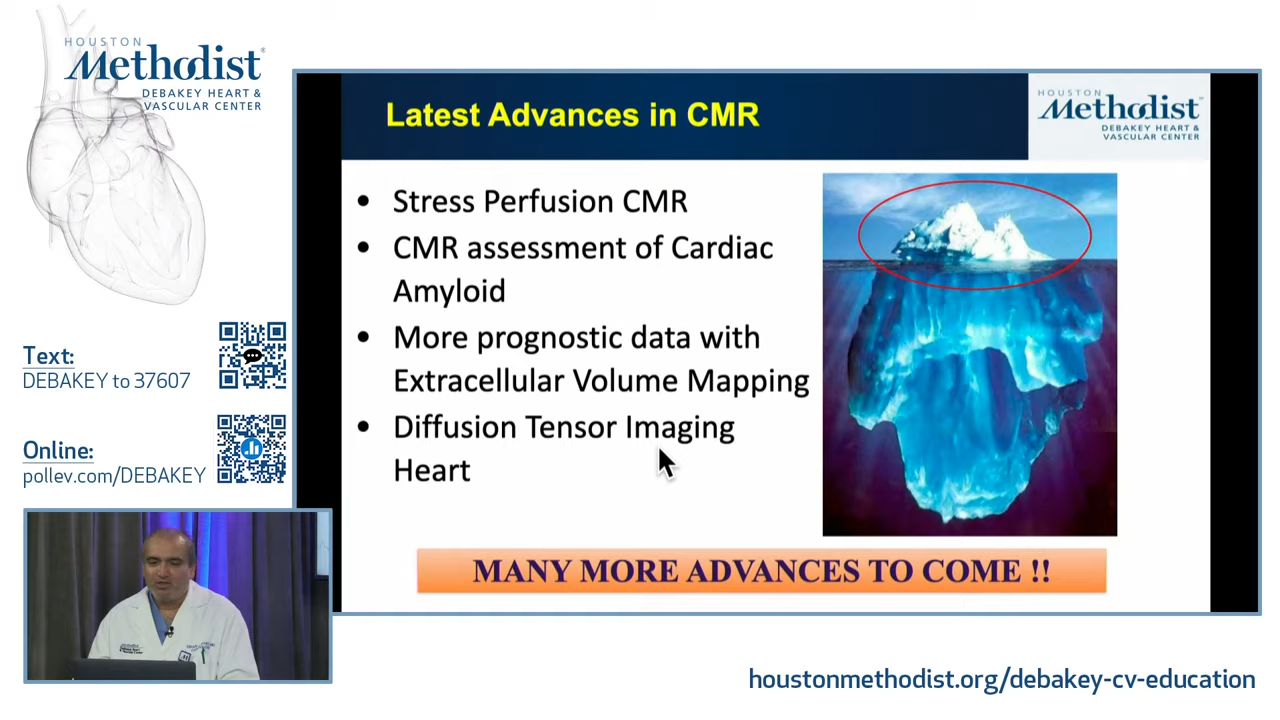 HOUSTON
Methodist®
DEBAKEY HEART &
VASCULAR CENTER
Text:
DEBAKEY to 37607
Online:
pollev.com/DEBAKEY
Latest Advances in CMR
HOUSTON
Methodist
DEBAKEY HEART &
VASCULAR CENTER
• Stress Perfusion CMR
• CMR assessment of Cardiac
Amyloid
• More prognostic data with
Extracellular Volume Mapping
• Diffusion Tensor Imaging
Heart
MANY MORE ADVANCES TO COME !!
houstonmethodist.org/debakey-cv-education